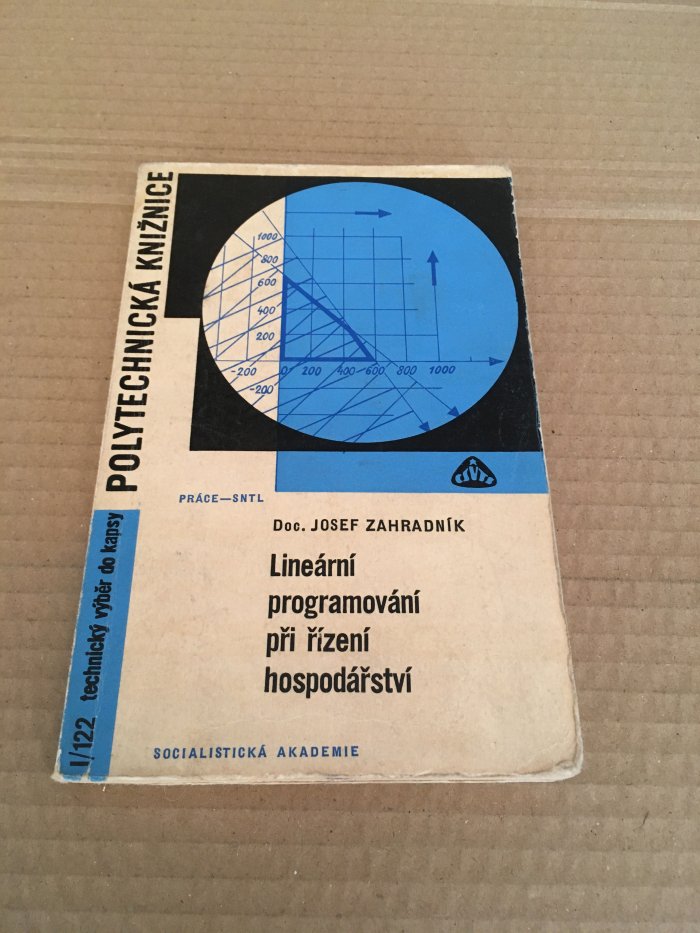 POLYTECHNICKÁ KNIŽNICE
I/122 technický výběr do kapsy
1000
800
600
400
200
-200 0 200 400 600 800 1000
-200
PRÁCE—SNTL
Doc. JOSEF ZAHRADNÍK
Lineární
programování
při řízení
hospodářství
SOCIALISTICKÁ AKADEMIE